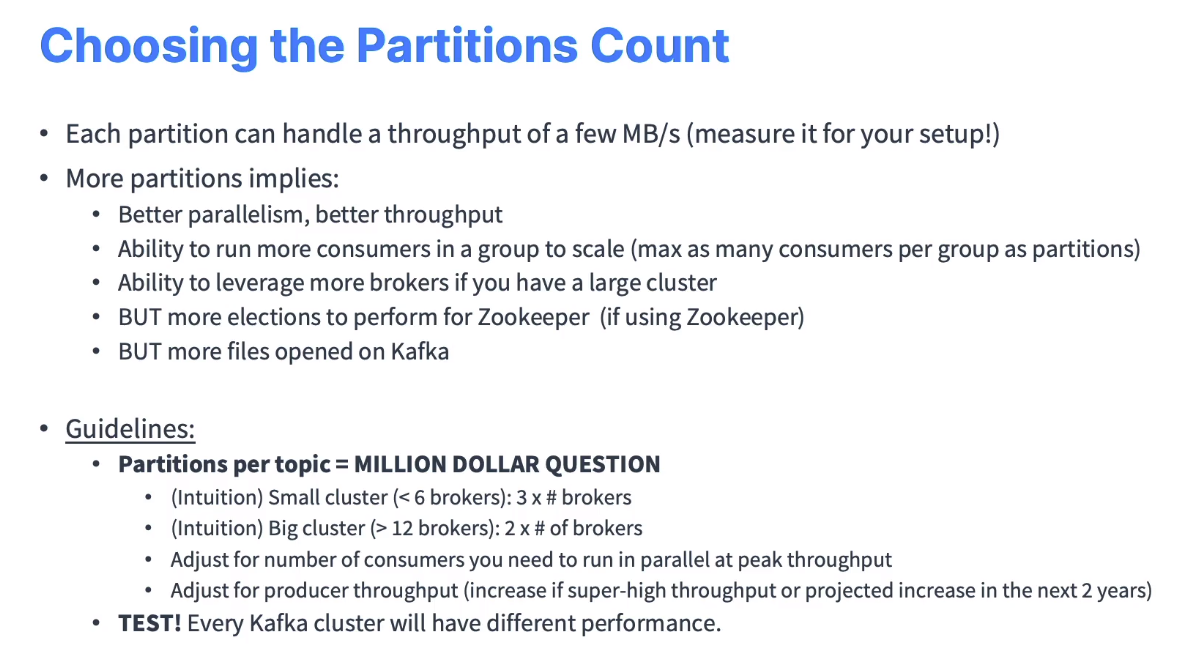 Choosing the Partitions Count
• Each partition can handle a throughput of a few MB/s (measure it for your setup!)
• More partitions implies:
• Better parallelism, better throughput
• Ability to run more consumers in a group to scale (max as many consumers per group as partitions)
• Ability to leverage more brokers if you have a large cluster
• BUT more elections to perform for Zookeeper (if using Zookeeper)
• BUT more files opened on Kafka
• Guidelines:
• Partitions per topic = MILLION DOLLAR QUESTION
• (Intuition) Small cluster (< 6 brokers): 3 x # brokers
• (Intuition) Big cluster (> 12 brokers): 2 x # of brokers
• Adjust for number of consumers you need to run in parallel at peak throughput
• Adjust for producer throughput (increase if super-high throughput or projected increase in the next 2 years)
• TEST! Every Kafka cluster will have different performance.